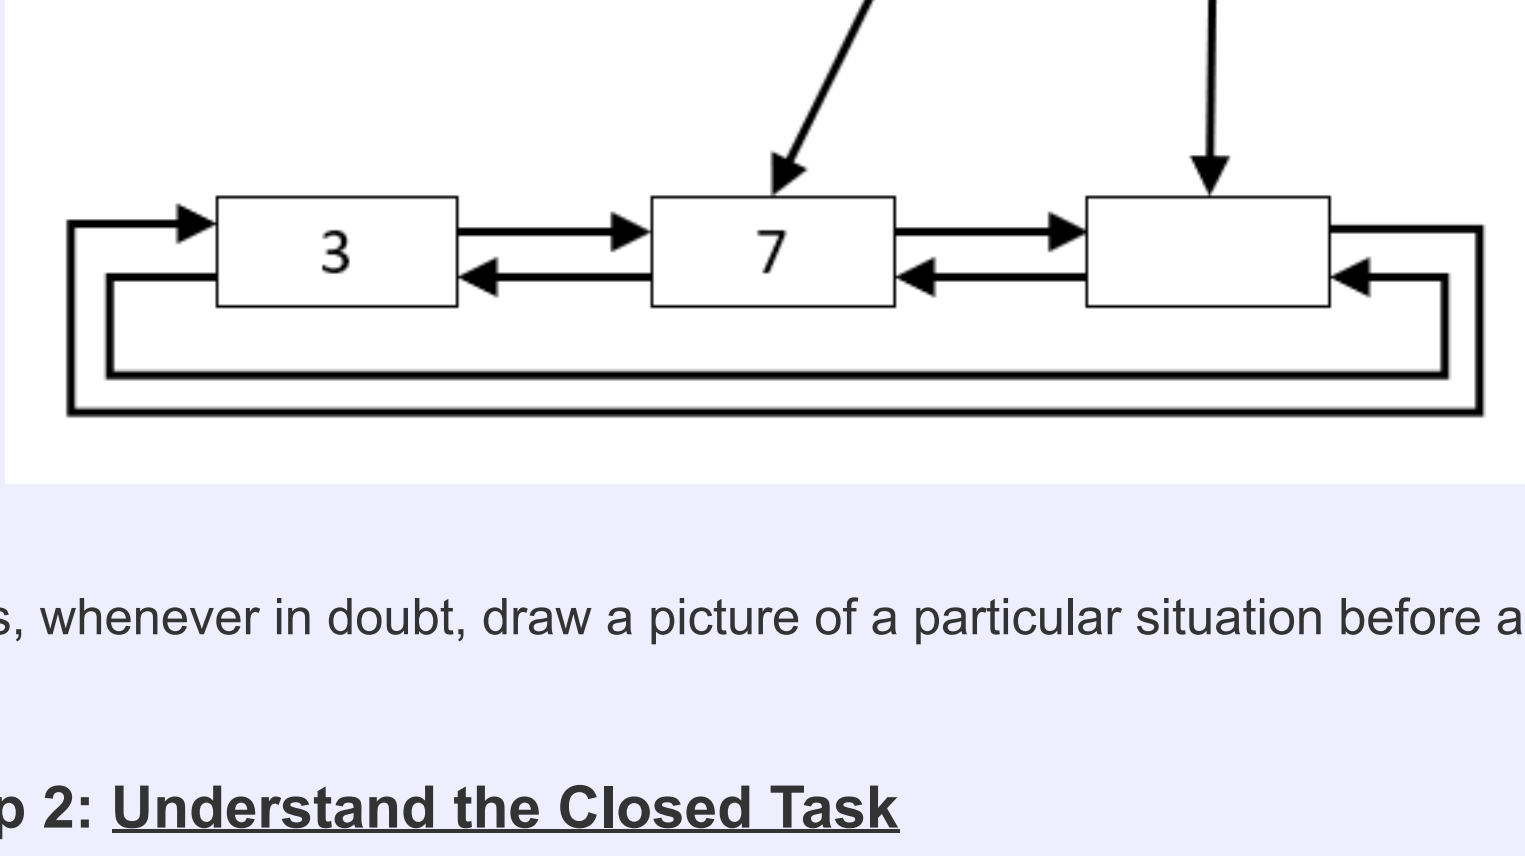 3 7
s, whenever in doubt, draw a picture of a particular situation before a
p 2: Understand the Closed Task